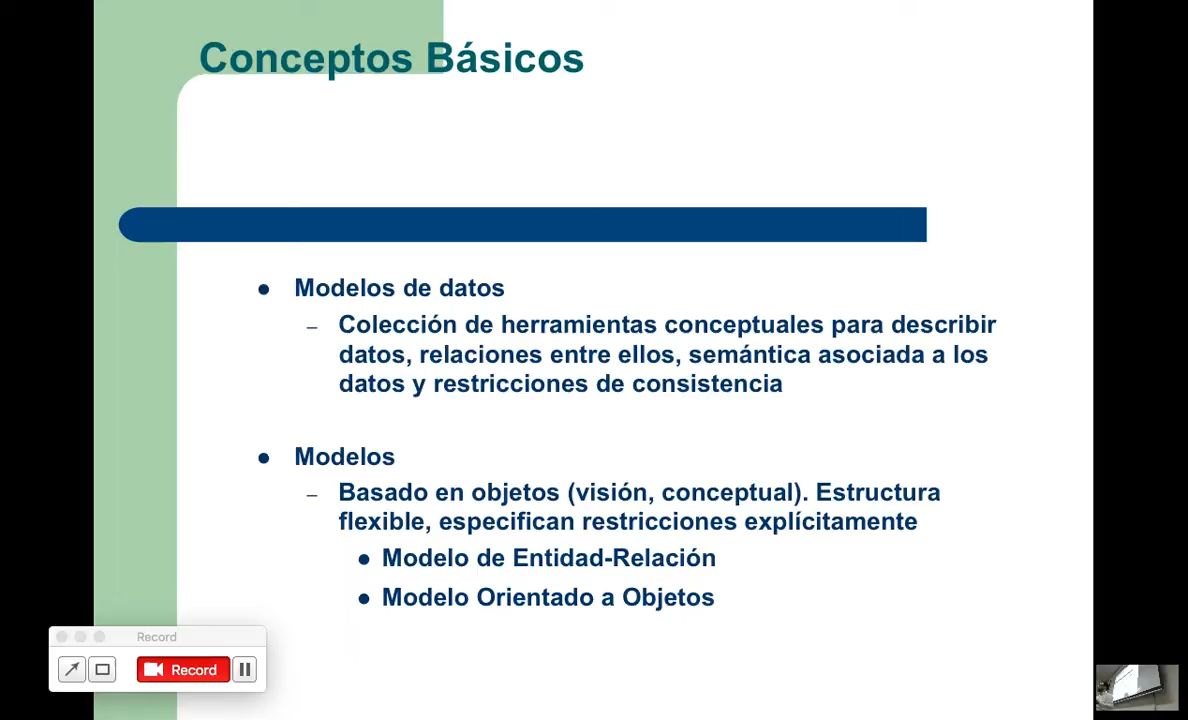 Conceptos Básicos
● Modelos de datos
– Colección de herramientas conceptuales para describir
datos, relaciones entre ellos, semántica asociada a los
datos y restricciones de consistencia
● Modelos
– Basado en objetos (visión, conceptual). Estructura
flexible, especifican restricciones explícitamente
● Modelo de Entidad-Relación
● Modelo Orientado a Objetos
Record
Record